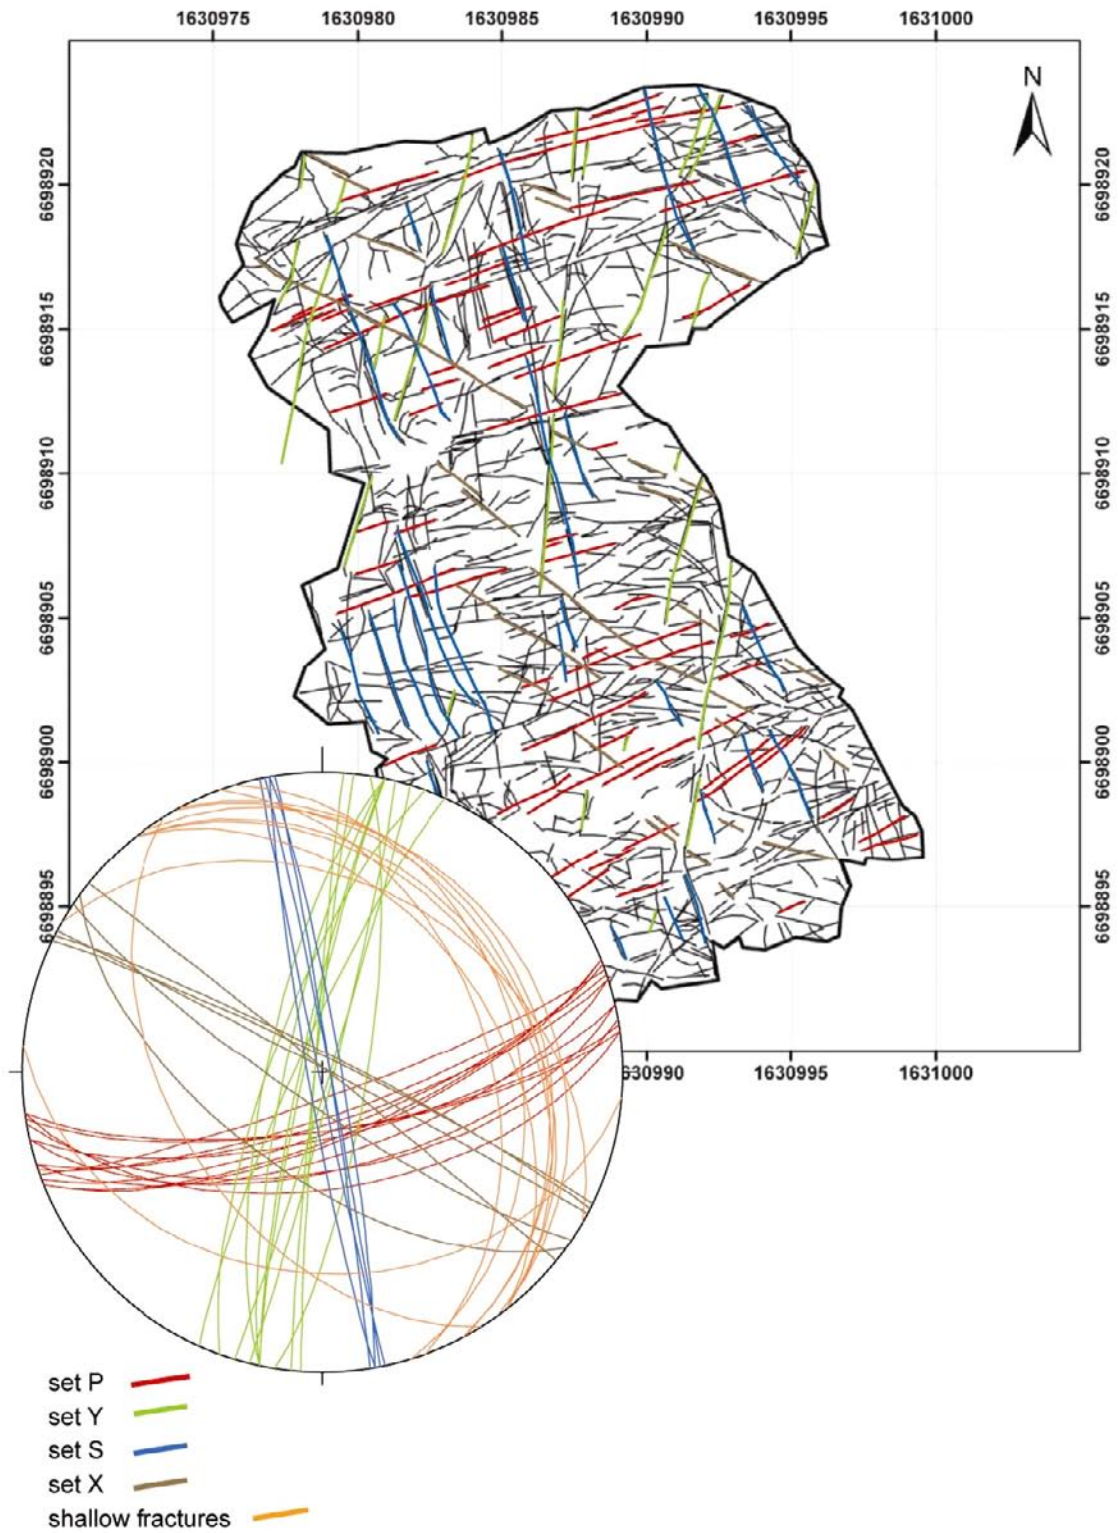 1630975 1630980 1630985 1630990 1630995 1631000
N
6698920 6698920
6698915 6698915
6698910 6698910
6698905 6698905
6698900 6698900
6698895 6698895
1630995 1631000
set P
set Y
set S
set X
shallow fractures